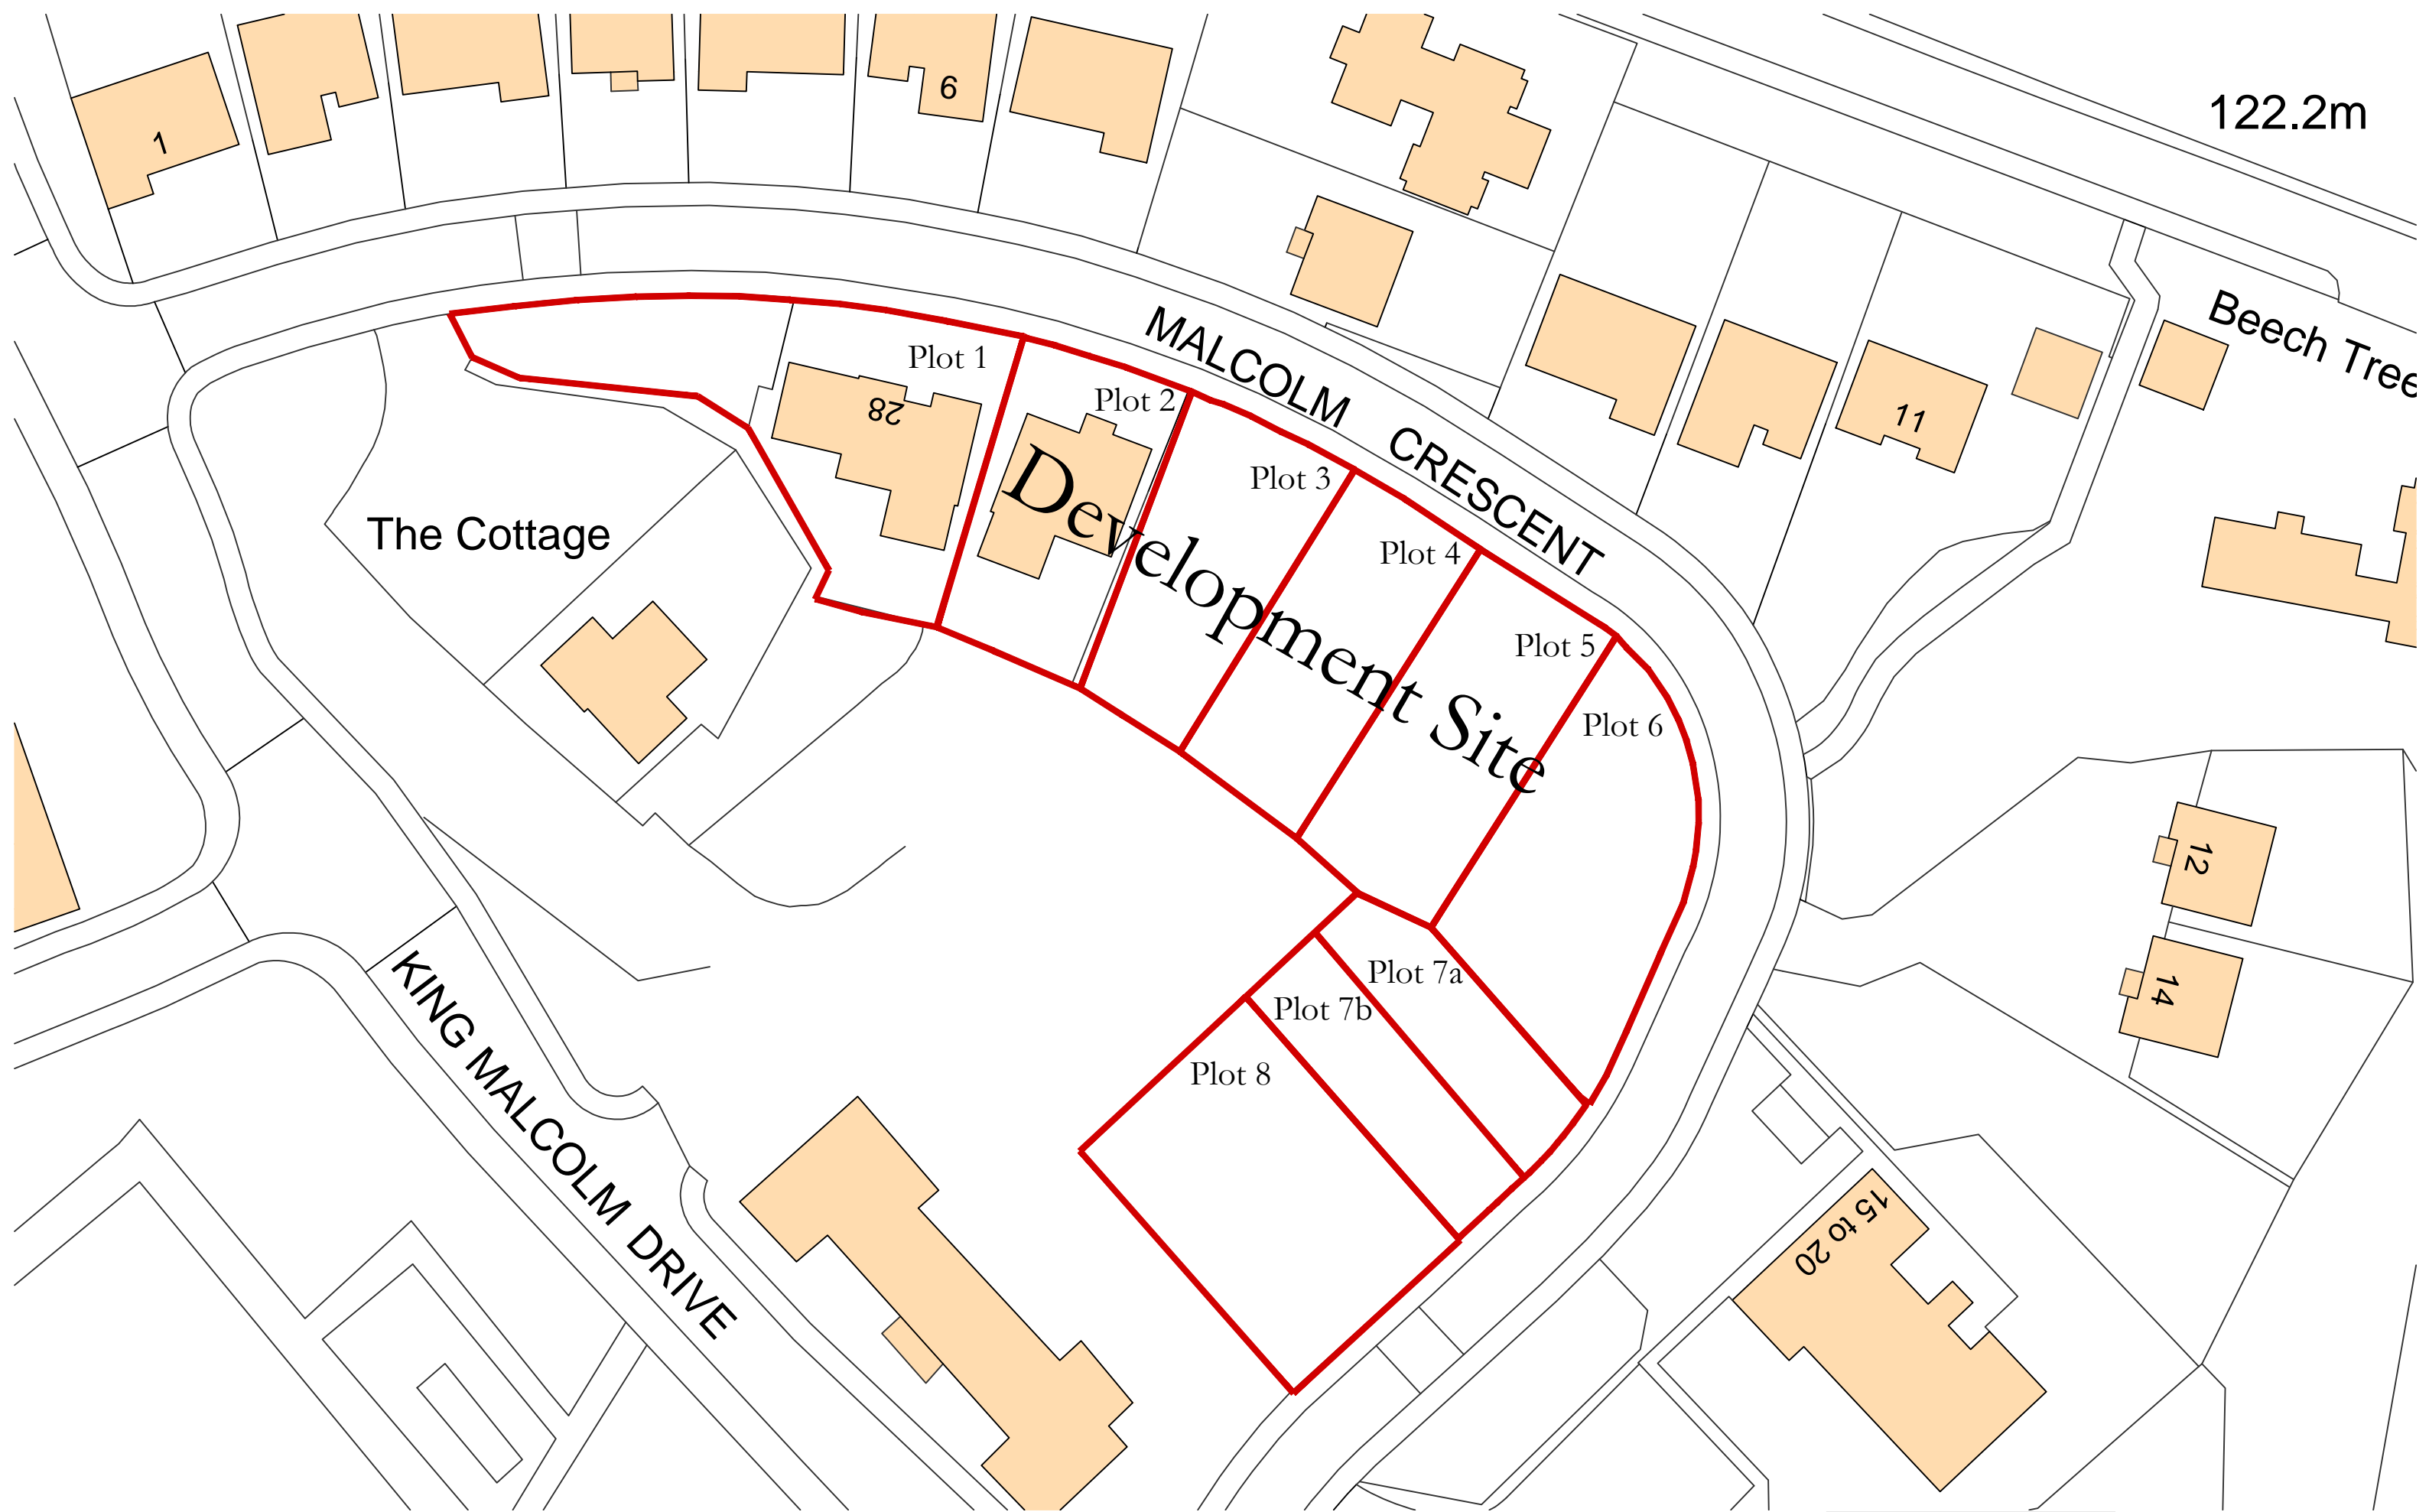 122.2m
6
1
Beech Tree
MALCOLM CRESCENT
Plot 1
Plot 2
28
11
Plot 3
The Cottage
Development Site
Plot 4
Plot 5
Plot 6
12
Plot 7a
14
Plot 7b
KING MALCOLM DRIVE
Plot 8
15 to 20